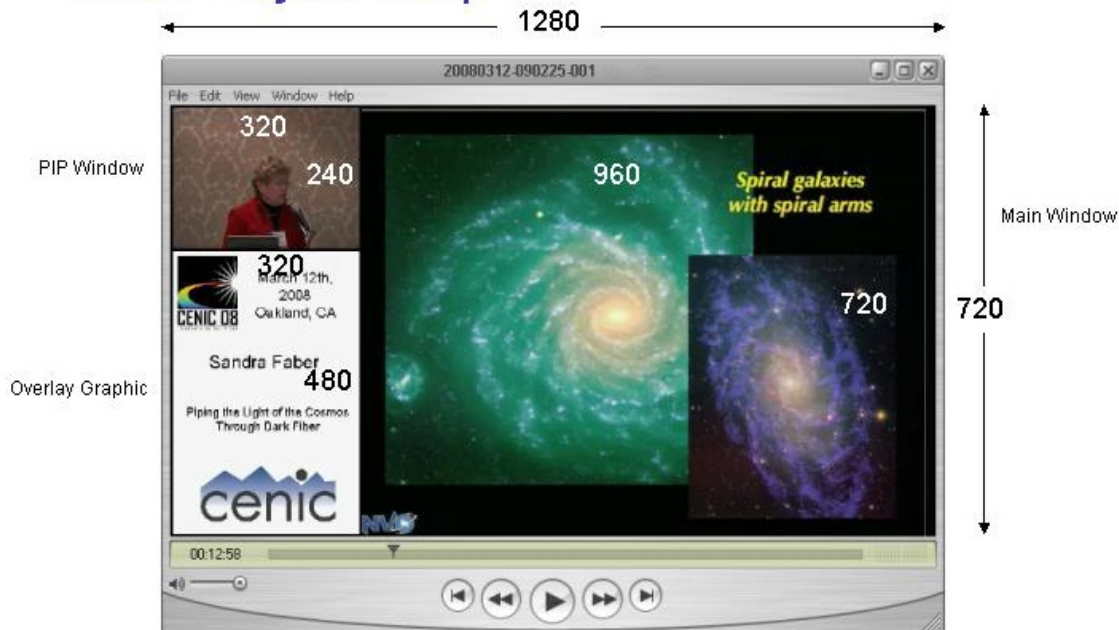 1280
20080312-090225-001
File Edit View Window Help
320
240
PIP Window
960
Spiral galaxies
with spiral arms
Main Window
320
March 12th,
2008
Oakland, CA
CENIC 08
720
720
Sandra Faber
480
Overlay Graphic
Piping the Light of the Cosmos
Through Dark Fiber
cenic
NVO
00:12:58